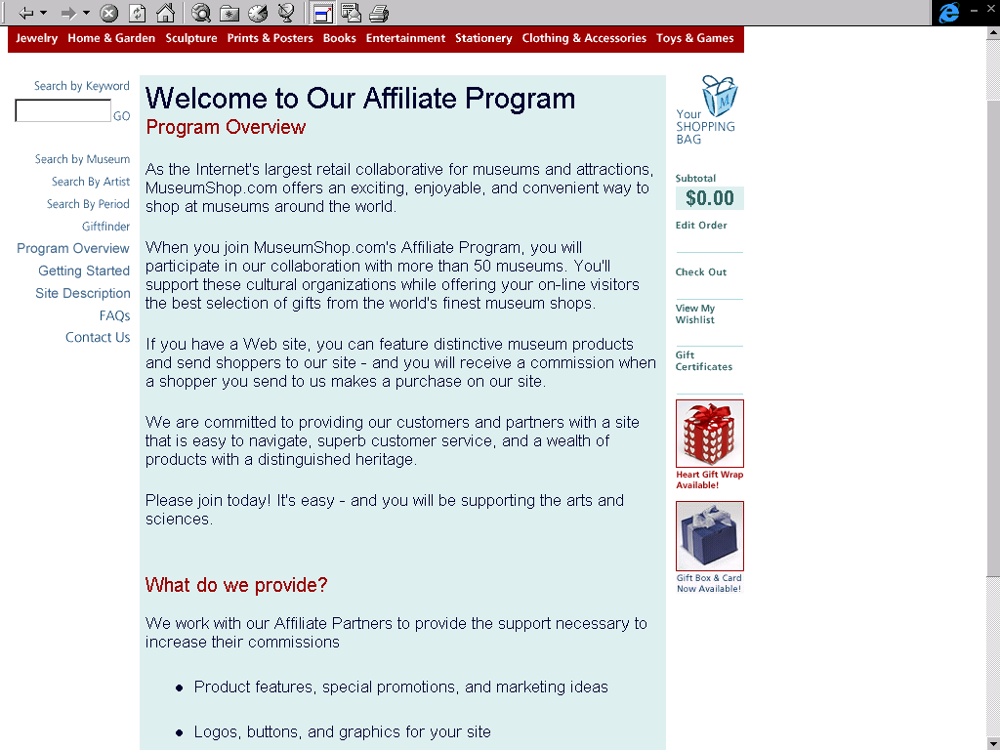 Jewelry Home & Garden Sculpture Prints & Posters Books Entertainment Stationery Clothing & Accessories Toys & Games
Search by Keyword
GO
Search by Museum
Search By Artist
Search By Period
Giftfinder
Program Overview
Getting Started
Site Description
FAQs
Contact Us
Welcome to Our Affiliate Program
Program Overview
As the Internet's largest retail collaborative for museums and attractions,
MuseumShop.com offers an exciting, enjoyable, and convenient way to
shop at museums around the world.
When you join MuseumShop.com's Affiliate Program, you will
participate in our collaboration with more than 50 museums. You'll
support these cultural organizations while offering your on-line visitors
the best selection of gifts from the world's finest museum shops.
If you have a Web site, you can feature distinctive museum products
and send shoppers to our site - and you will receive a commission when
a shopper you send to us makes a purchase on our site.
We are committed to providing our customers and partners with a site
that is easy to navigate, superb customer service, and a wealth of
products with a distinguished heritage.
Please join today! It's easy - and you will be supporting the arts and
sciences.
What do we provide?
We work with our Affiliate Partners to provide the support necessary to
increase their commissions
Product features, special promotions, and marketing ideas
Logos, buttons, and graphics for your site
M
Your
SHOPPING
BAG
Subtotal
$0.00
Edit Order
Check Out
View My
Wishlist
Gift
Certificates
Heart Gift Wrap
Available!
Gift Box & Card
Now Available!